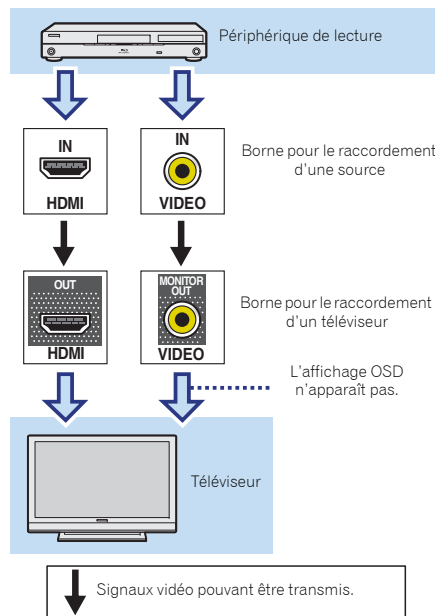 Périphérique de lecture
IN
IN
HDMI
VIDEO
Borne pour le raccordement
d'une source
OUT
MONITOR
OUT
HDMI
VIDEO
Borne pour le raccordement
d'un téléviseur
L'affichage OSD
n'apparaît pas.
Téléviseur
Signaux vidéo pouvant être transmis.